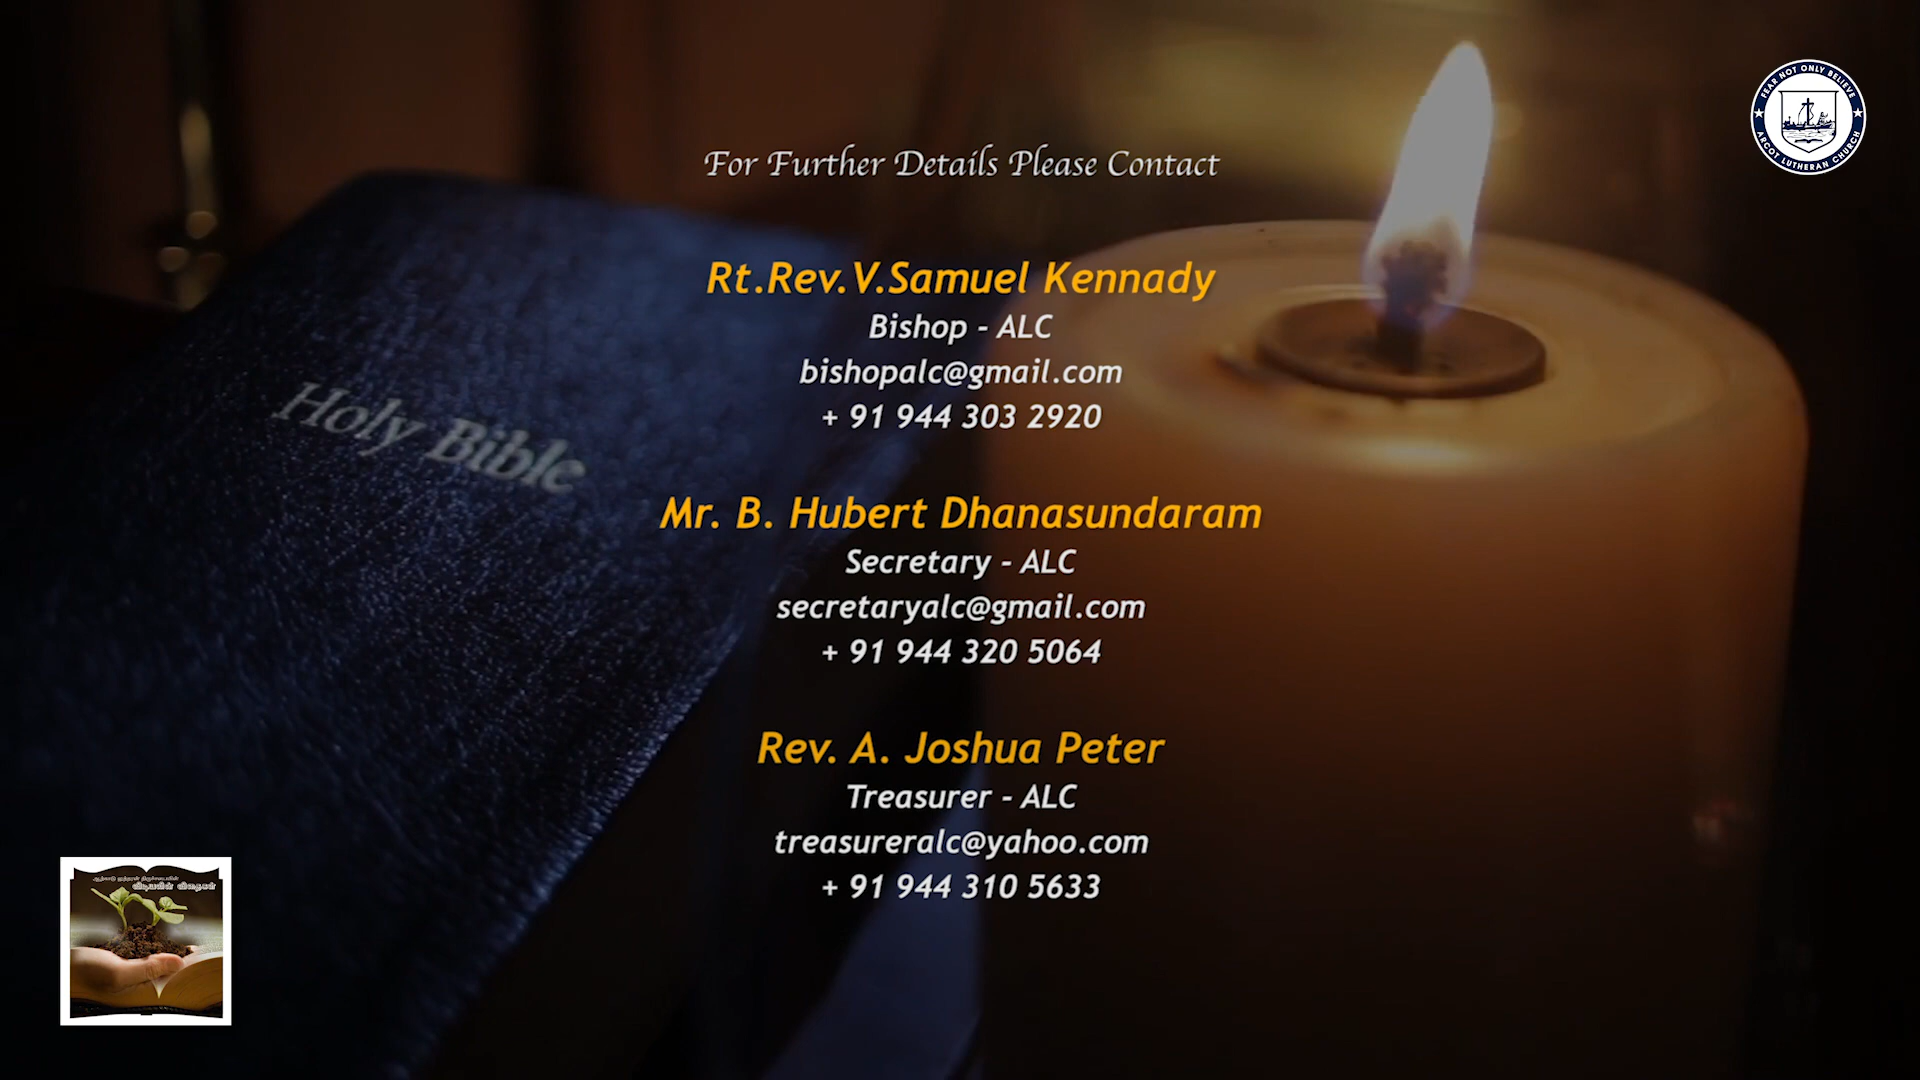 FEAR NOT ONLY BELIEVE
ARCOT LUTHERAN CHURCH
For Further Details Please Contact
Rt.Rev.V.Samuel Kennady
Bishop - ALC
bishopalc@gmail.com
+ 91 944 303 2920
Holy Bible
Mr. B. Hubert Dhanasundaram
Secretary - ALC
secretaryalc@gmail.com
+ 91 944 320 5064
Rev. A. Joshua Peter
Treasurer - ALC
treasureralc@yahoo.com
+ 91 944 310 5633